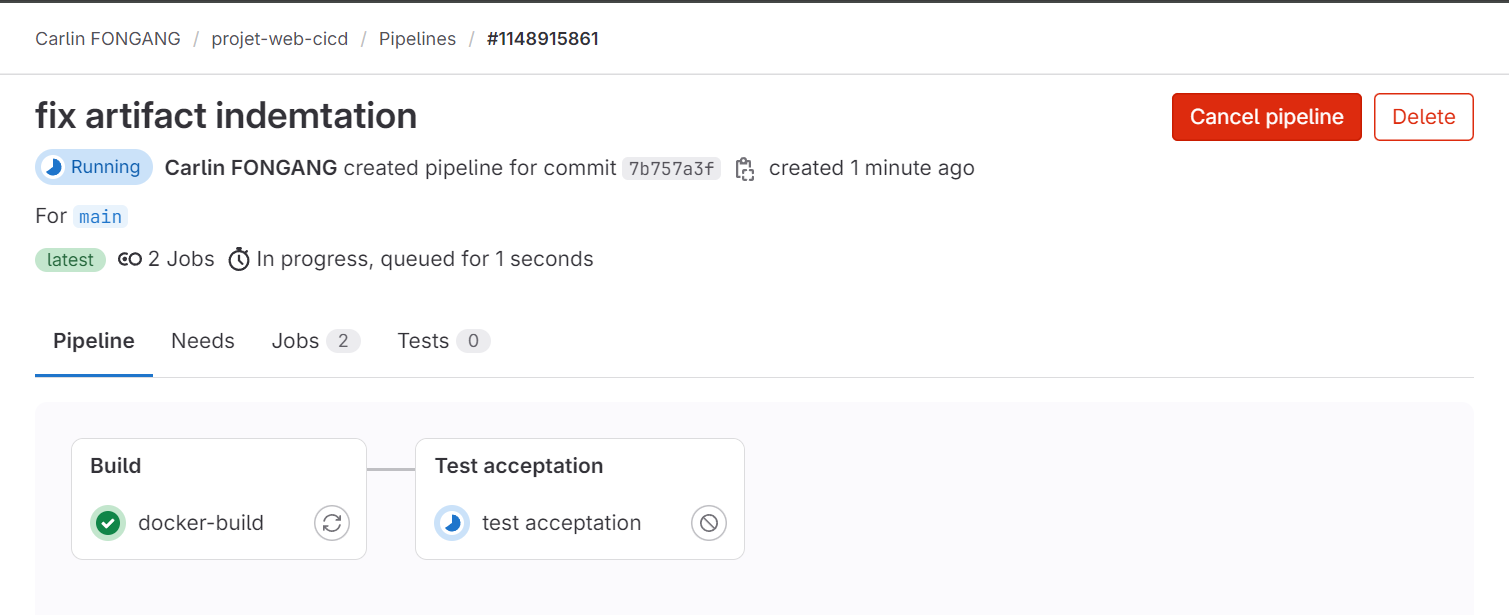 Carlin FONGANG / projet-web-cicd / Pipelines / #1148915861
fix artifact indemtation
Cancel pipeline
Delete
Running Carlin FONGANG created pipeline for commit 7b757a3f created 1 minute ago
For main
latest 2 Jobs In progress, queued for 1 seconds
Pipeline Needs Jobs 2 Tests 0
Build
docker-build
Test acceptation
test acceptation